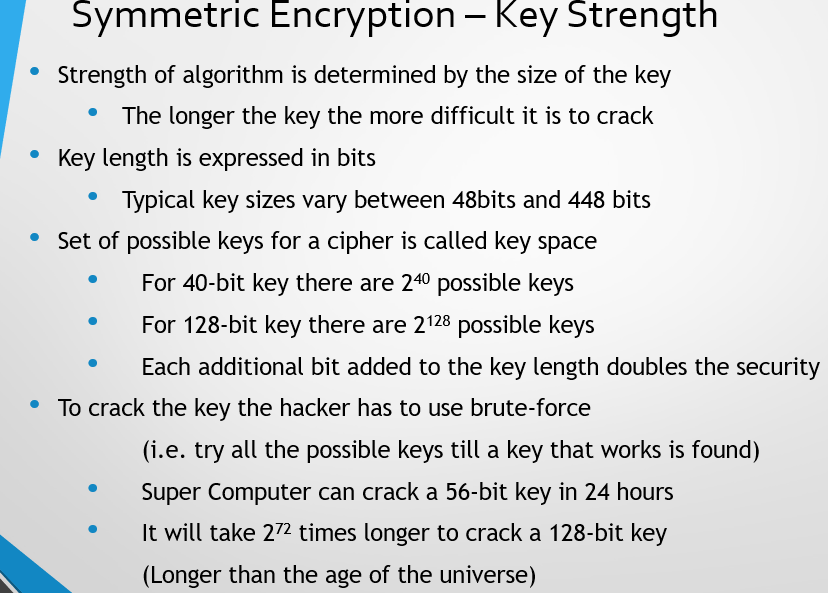 Symmetric Encryption – Key Strength
• Strength of algorithm is determined by the size of the key
• The longer the key the more difficult it is to crack
• Key length is expressed in bits
• Typical key sizes vary between 48bits and 448 bits
• Set of possible keys for a cipher is called key space
• For 40-bit key there are 2⁴⁰ possible keys
• For 128-bit key there are 2¹²⁸ possible keys
• Each additional bit added to the key length doubles the security
• To crack the key the hacker has to use brute-force
(i.e. try all the possible keys till a key that works is found)
• Super Computer can crack a 56-bit key in 24 hours
• It will take 2⁷² times longer to crack a 128-bit key
(Longer than the age of the universe)